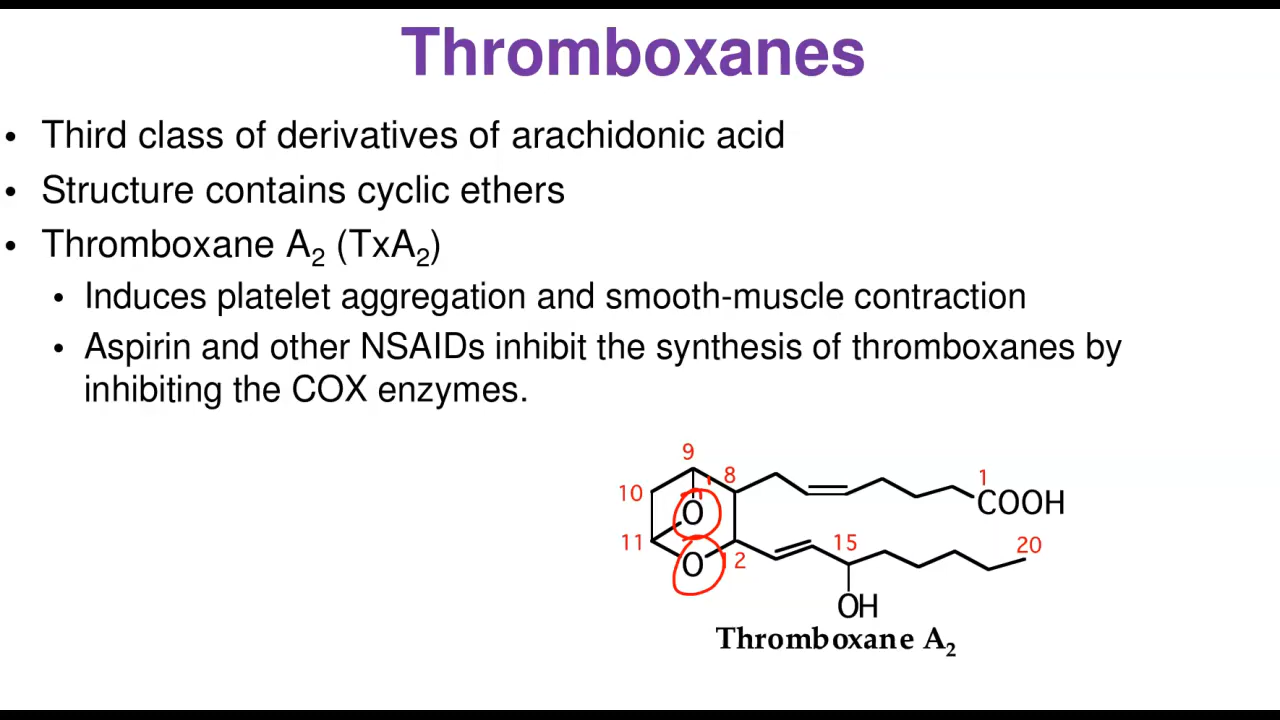 Thromboxanes
• Third class of derivatives of arachidonic acid
• Structure contains cyclic ethers
• Thromboxane A₂ (TxA₂)
• Induces platelet aggregation and smooth-muscle contraction
• Aspirin and other NSAIDs inhibit the synthesis of thromboxanes by
inhibiting the COX enzymes.
9
8
1
10
COOH
O
11
15
20
O
12
OH
Thromboxane A₂